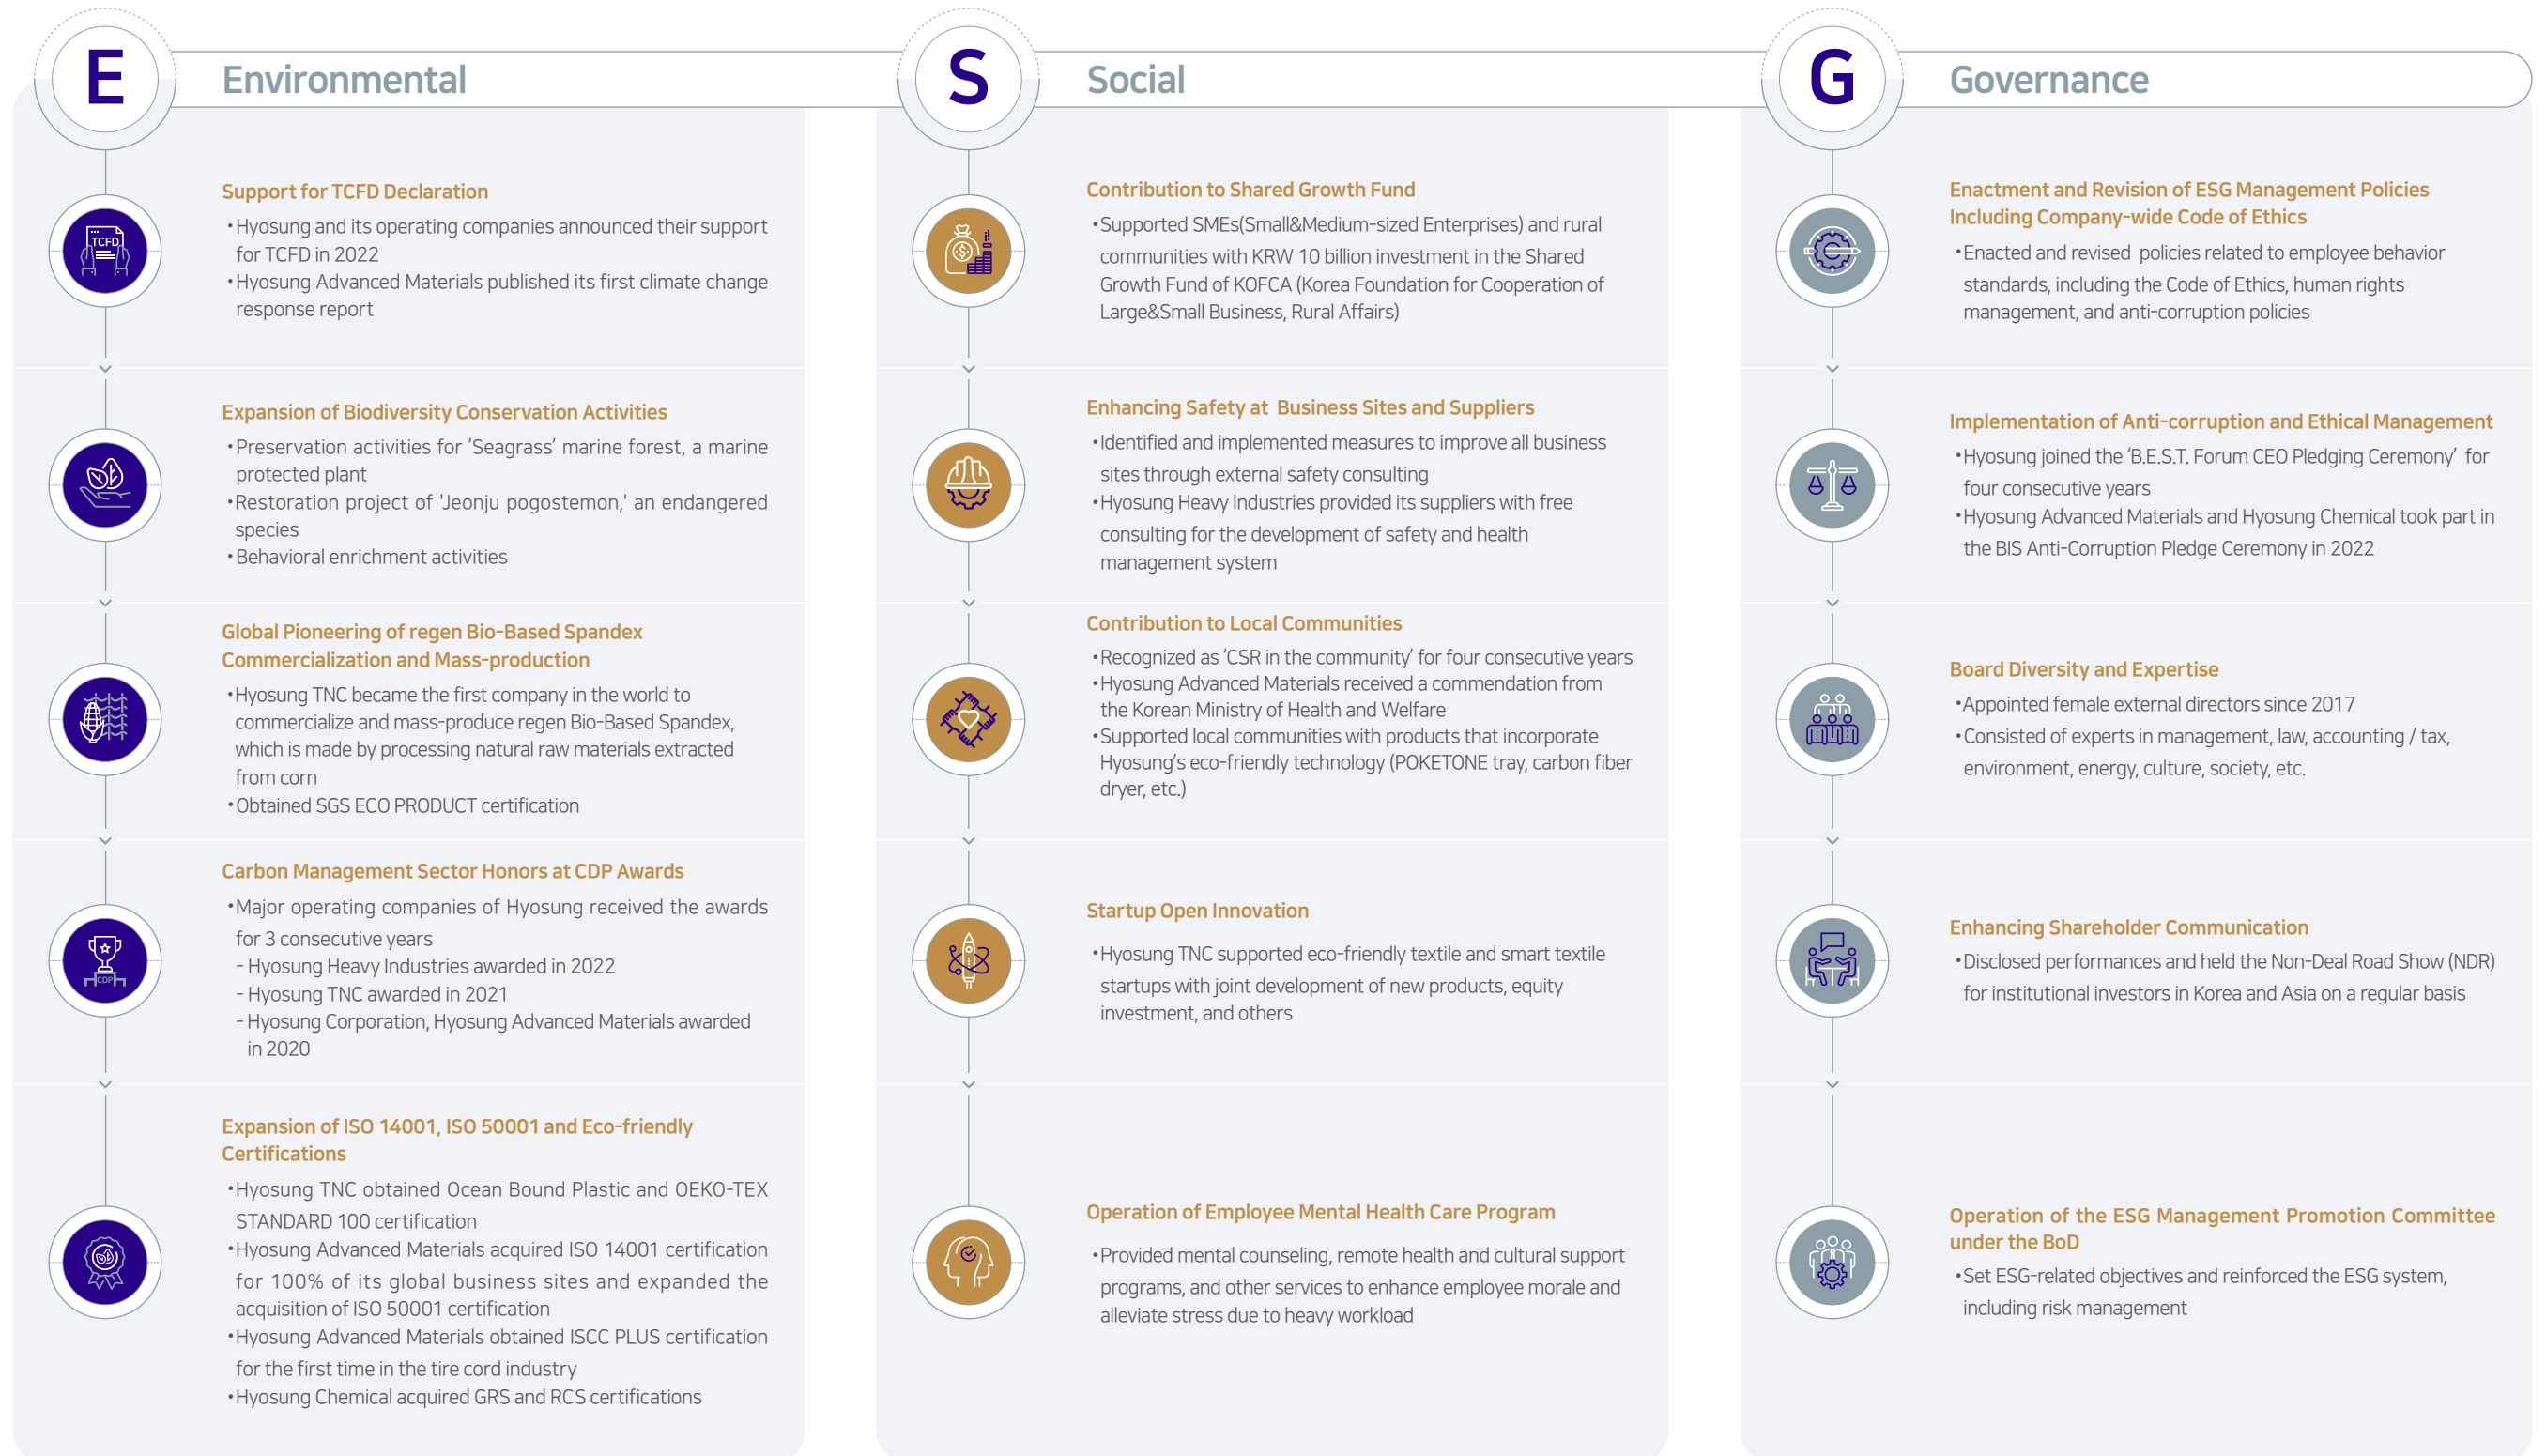 E
Environmental
TCFD
Support for TCFD Declaration
•Hyosung and its operating companies announced their support
for TCFD in 2022
•Hyosung Advanced Materials published its first climate change
response report
Expansion of Biodiversity Conservation Activities
•Preservation activities for ‘Seagrass’ marine forest, a marine
protected plant
•Restoration project of 'Jeonju pogostemon,' an endangered
species
•Behavioral enrichment activities
Global Pioneering of regen Bio-Based Spandex
Commercialization and Mass-production
•Hyosung TNC became the first company in the world to
commercialize and mass-produce regen Bio-Based Spandex,
which is made by processing natural raw materials extracted
from corn
•Obtained SGS ECO PRODUCT certification
CDP
Carbon Management Sector Honors at CDP Awards
•Major operating companies of Hyosung received the awards
for 3 consecutive years
- Hyosung Heavy Industries awarded in 2022
- Hyosung TNC awarded in 2021
- Hyosung Corporation, Hyosung Advanced Materials awarded
in 2020
Expansion of ISO 14001, ISO 50001 and Eco-friendly
Certifications
•Hyosung TNC obtained Ocean Bound Plastic and OEKO-TEX
STANDARD 100 certification
•Hyosung Advanced Materials acquired ISO 14001 certification
for 100% of its global business sites and expanded the
acquisition of ISO 50001 certification
•Hyosung Advanced Materials obtained ISCC PLUS certification
for the first time in the tire cord industry
•Hyosung Chemical acquired GRS and RCS certifications
S
Social
Contribution to Shared Growth Fund
•Supported SMEs(Small&Medium-sized Enterprises) and rural
communities with KRW 10 billion investment in the Shared
Growth Fund of KOFCA (Korea Foundation for Cooperation of
Large&Small Business, Rural Affairs)
Enhancing Safety at Business Sites and Suppliers
•Identified and implemented measures to improve all business
sites through external safety consulting
•Hyosung Heavy Industries provided its suppliers with free
consulting for the development of safety and health
management system
Contribution to Local Communities
•Recognized as ‘CSR in the community’ for four consecutive years
•Hyosung Advanced Materials received a commendation from
the Korean Ministry of Health and Welfare
•Supported local communities with products that incorporate
Hyosung’s eco-friendly technology (POKETONE tray, carbon fiber
dryer, etc.)
Startup Open Innovation
•Hyosung TNC supported eco-friendly textile and smart textile
startups with joint development of new products, equity
investment, and others
Operation of Employee Mental Health Care Program
•Provided mental counseling, remote health and cultural support
programs, and other services to enhance employee morale and
alleviate stress due to heavy workload
G
Governance
Enactment and Revision of ESG Management Policies
Including Company-wide Code of Ethics
•Enacted and revised policies related to employee behavior
standards, including the Code of Ethics, human rights
management, and anti-corruption policies
Implementation of Anti-corruption and Ethical Management
•Hyosung joined the ‘B.E.S.T. Forum CEO Pledging Ceremony’ for
four consecutive years
•Hyosung Advanced Materials and Hyosung Chemical took part in
the BIS Anti-Corruption Pledge Ceremony in 2022
Board Diversity and Expertise
•Appointed female external directors since 2017
•Consisted of experts in management, law, accounting / tax,
environment, energy, culture, society, etc.
Enhancing Shareholder Communication
•Disclosed performances and held the Non-Deal Road Show (NDR)
for institutional investors in Korea and Asia on a regular basis
Operation of the ESG Management Promotion Committee
under the BoD
•Set ESG-related objectives and reinforced the ESG system,
including risk management